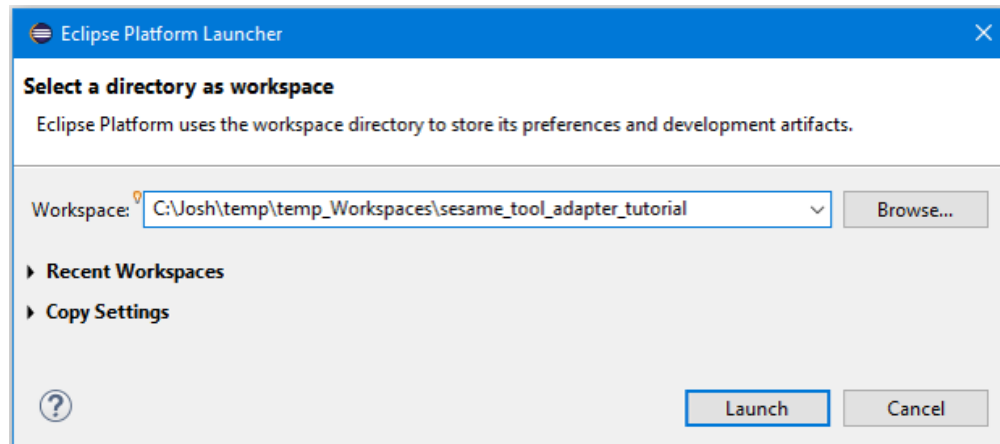 Eclipse Platform Launcher
Select a directory as workspace
Eclipse Platform uses the workspace directory to store its preferences and development artifacts.
Workspace: C:\Josh\temp\temp_Workspaces\sesame_tool_adapter_tutorial Browse...
Recent Workspaces
Copy Settings
? Launch Cancel